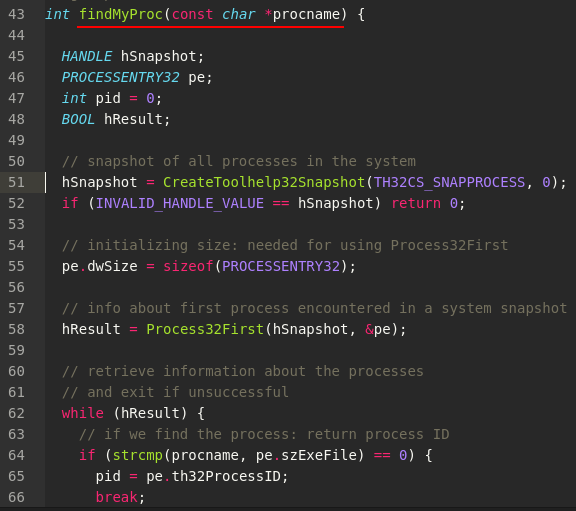 43 int findMyProc(const char *procname) {
44
45 HANDLE hSnapshot;
46 PROCESSENTRY32 pe;
47 int pid = 0;
48 BOOL hResult;
49
50 // snapshot of all processes in the system
51 hSnapshot = CreateToolhelp32Snapshot(TH32CS_SNAPPROCESS, 0);
52 if (INVALID_HANDLE_VALUE == hSnapshot) return 0;
53
54 // initializing size: needed for using Process32First
55 pe.dwSize = sizeof(PROCESSENTRY32);
56
57 // info about first process encountered in a system snapshot
58 hResult = Process32First(hSnapshot, &pe);
59
60 // retrieve information about the processes
61 // and exit if unsuccessful
62 while (hResult) {
63 // if we find the process: return process ID
64 if (strcmp(procname, pe.szExeFile) == 0) {
65 pid = pe.th32ProcessID;
66 break;